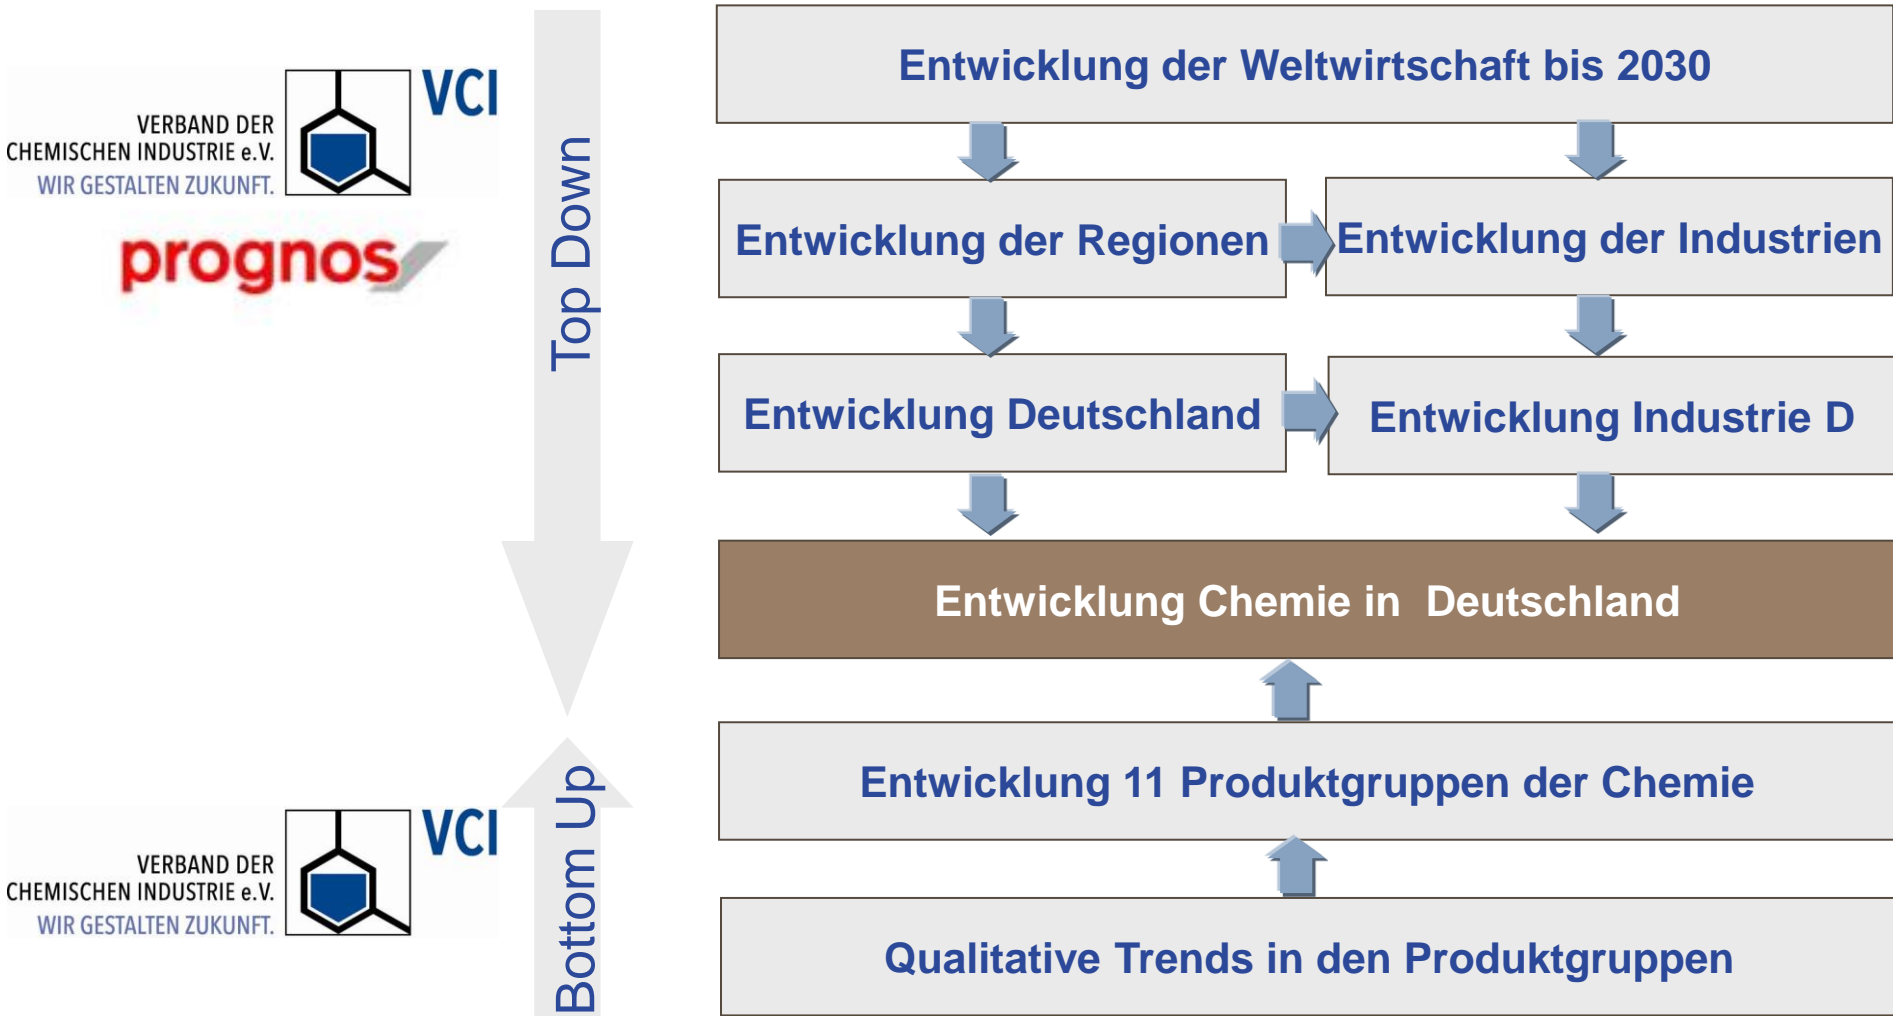 VCI
VERBAND DER
CHEMISCHEN INDUSTRIE e.V.
WIR GESTALTEN ZUKUNFT.
prognos
Top Down
Entwicklung der Weltwirtschaft bis 2030
Entwicklung der Regionen
Entwicklung der Industrien
Entwicklung Deutschland
Entwicklung Industrie D
Entwicklung Chemie in Deutschland
VCI
VERBAND DER
CHEMISCHEN INDUSTRIE e.V.
WIR GESTALTEN ZUKUNFT.
Bottom Up
Entwicklung 11 Produktgruppen der Chemie
Qualitative Trends in den Produktgruppen